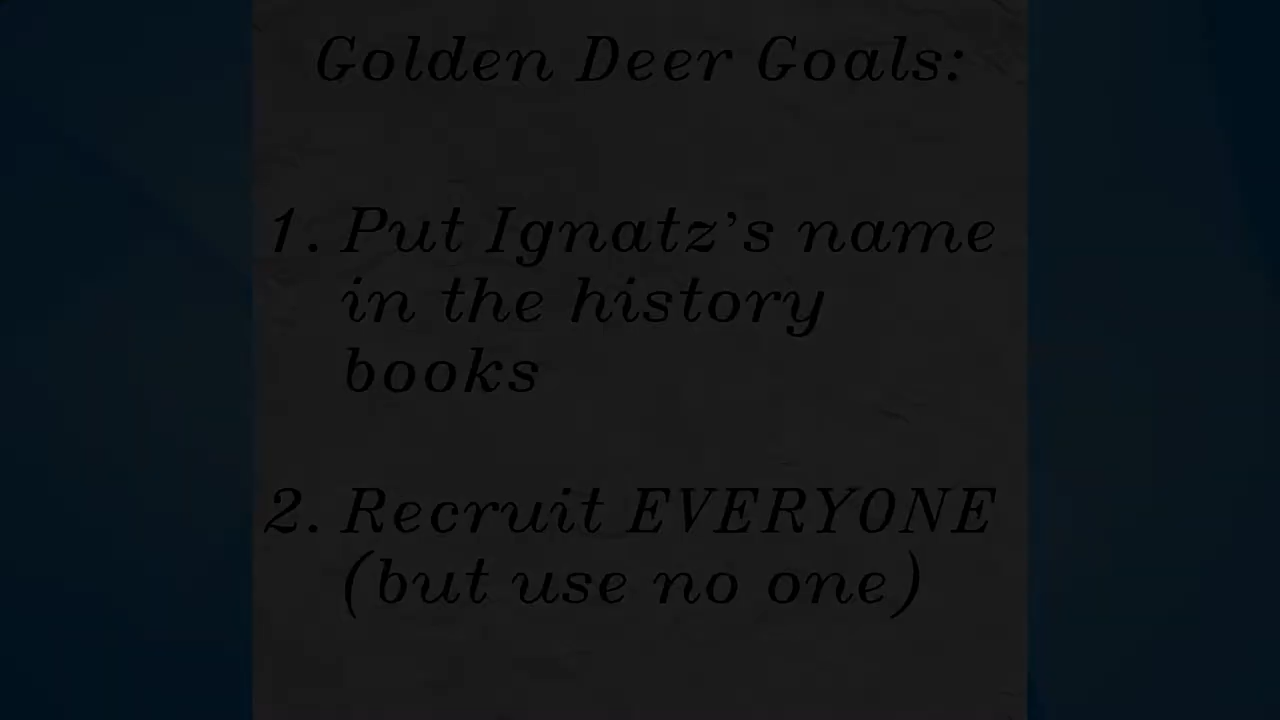 Golden Deer Goals:
1. Put Ignatz's name
in the history
books
2. Recruit EVERYONE
(but use no one)